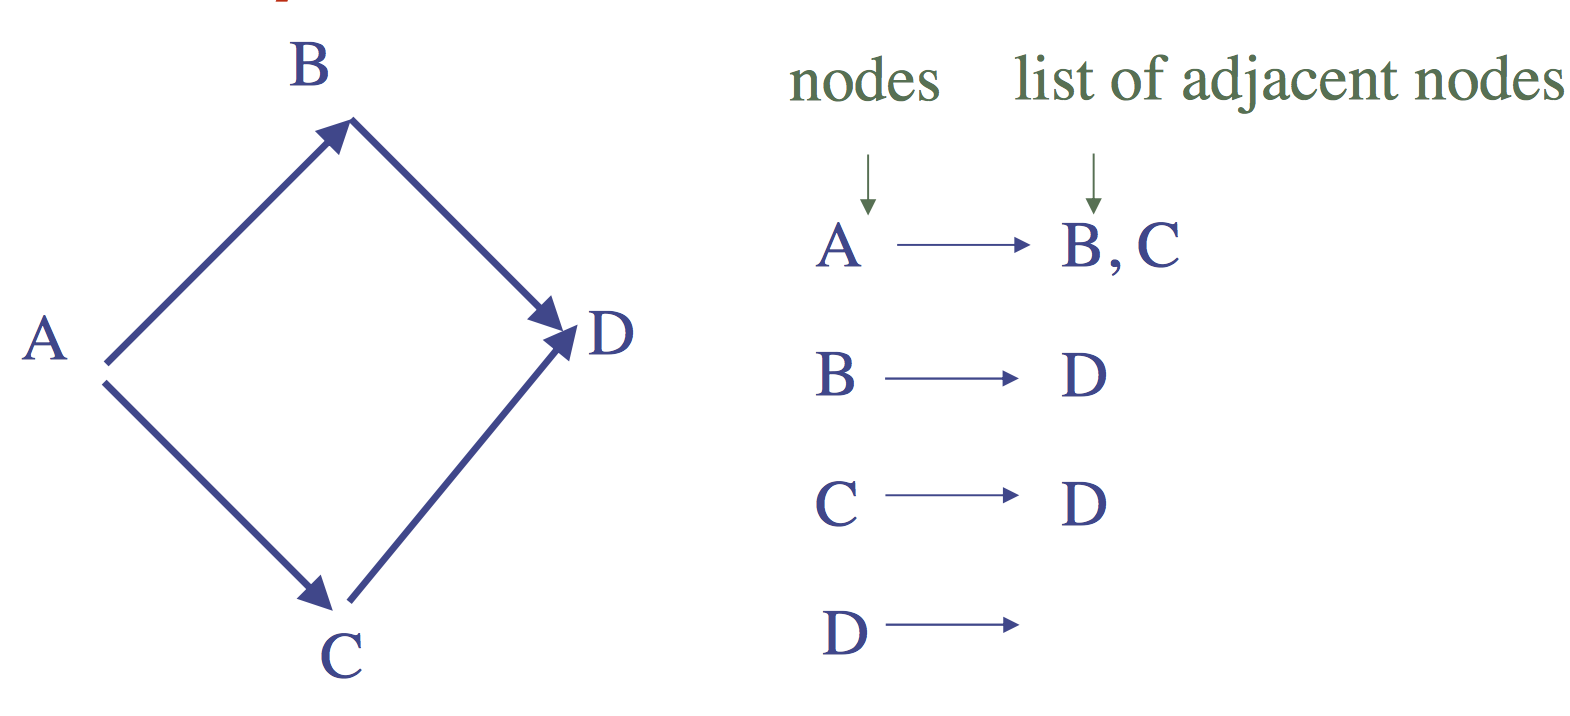 B
A
D
C
nodes
list of adjacent nodes
A B, C
B D
C D
D